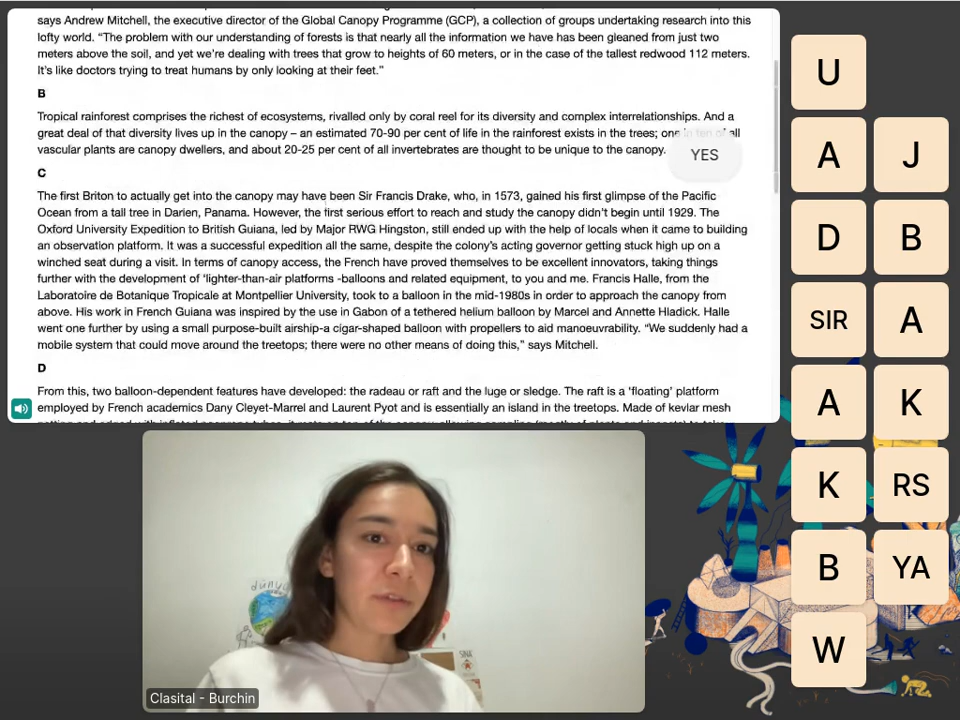 says Andrew Mitchell, the executive director of the Global Canopy Programme (GCP), a collection of groups undertaking research into this
lofty world. “The problem with our understanding of forests is that nearly all the information we have has been gleaned from just two
meters above the soil, and yet we’re dealing with trees that grow to heights of 60 meters, or in the case of the tallest redwood 112 meters.
It’s like doctors trying to treat humans by only looking at their feet.”
B
Tropical rainforest comprises the richest of ecosystems, rivalled only by coral reel for its diversity and complex interrelationships. And a
great deal of that diversity lives up in the canopy – an estimated 70-90 per cent of life in the rainforest exists in the trees; one in ten of all
vascular plants are canopy dwellers, and about 20-25 per cent of all invertebrates are thought to be unique to the canopy.
YES
C
The first Briton to actually get into the canopy may have been Sir Francis Drake, who, in 1573, gained his first glimpse of the Pacific
Ocean from a tall tree in Darien, Panama. However, the first serious effort to reach and study the canopy didn’t begin until 1929. The
Oxford University Expedition to British Guiana, led by Major RWG Hingston, still ended up with the help of locals when it came to building
an observation platform. It was a successful expedition all the same, despite the colony’s acting governor getting stuck high up on a
winched seat during a visit. In terms of canopy access, the French have proved themselves to be excellent innovators, taking things
further with the development of ‘lighter-than-air platforms -balloons and related equipment, to you and me. Francis Halle, from the
Laboratoire de Botanique Tropicale at Montpellier University, took to a balloon in the mid-1980s in order to approach the canopy from
above. His work in French Guiana was inspired by the use in Gabon of a tethered helium balloon by Marcel and Annette Hladick. Halle
went one further by using a small purpose-built airship-a cigar-shaped balloon with propellers to aid manoeuvrability. “We suddenly had a
mobile system that could move around the treetops; there were no other means of doing this,” says Mitchell.
D
From this, two balloon-dependent features have developed: the radeau or raft and the luge or sledge. The raft is a ‘floating’ platform
employed by French academics Dany Cleyet-Marrel and Laurent Pyot and is essentially an island in the treetops. Made of kevlar mesh
U
A J
D B
SIR A
A K
K RS
B YA
W
dünya
SINA
Clasital - Burchin